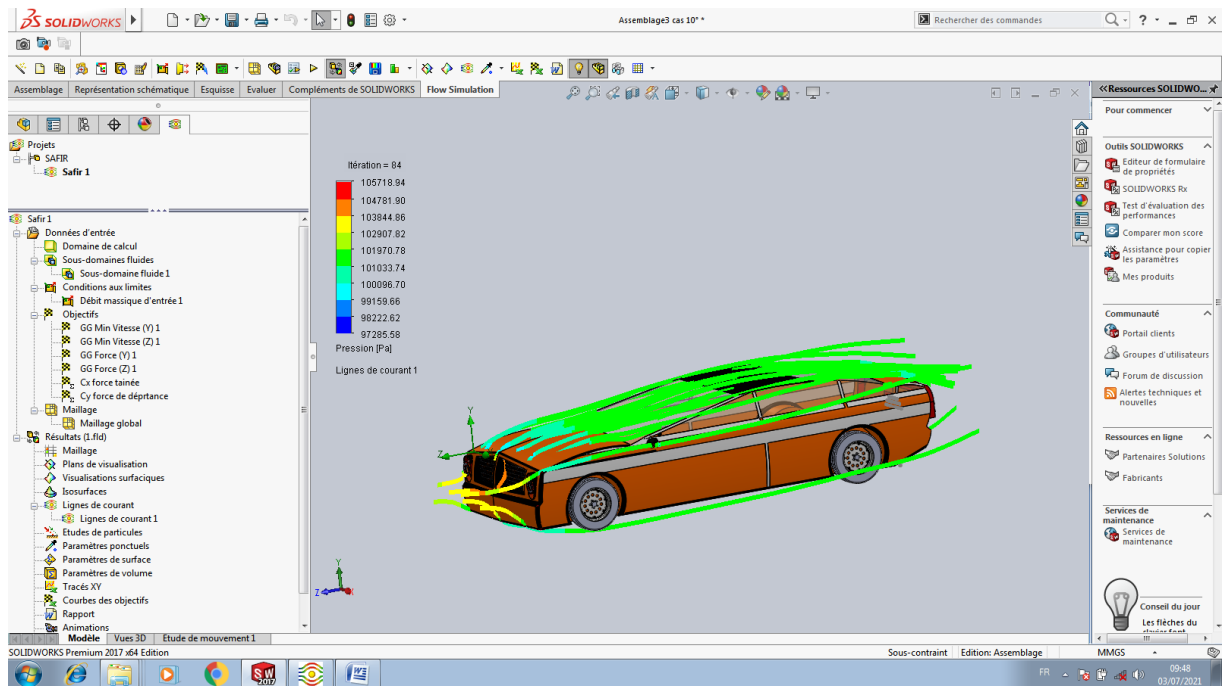 SOLIDWORKS
Assemblage3 cas 10° *
Rechercher des commandes
Assemblage
Représentation schématique
Esquisse
Evaluer
Compléments de SOLIDWORKS
Flow Simulation
Projets
SAFIR
Safir 1
Safir 1
Données d'entrée
Domaine de calcul
Sous-domaines fluides
Sous-domaine fluide 1
Conditions aux limites
Débit massique d'entrée 1
Objectifs
GG Min Vitesse (Y) 1
GG Min Vitesse (Z) 1
GG Force (Y) 1
GG Force (Z) 1
Cx force tainée
Cy force de déprtance
Maillage
Maillage global
Résultats (1.fld)
Maillage
Plans de visualisation
Visualisations surfaciques
Isosurfaces
Lignes de courant
Lignes de courant 1
Etudes de particules
Paramètres ponctuels
Paramètres de surface
Paramètres de volume
Tracés XY
Courbes des objectifs
Rapport
Animations
Itération = 84
105718.94
104781.90
103844.86
102907.82
101970.78
101033.74
100096.70
99159.66
98222.62
97285.58
Pression [Pa]
Lignes de courant 1
Y
Z
Y
Z
Ressources SOLIDWO...
Pour commencer
Outils SOLIDWORKS
Editeur de formulaire
de propriétés
SOLIDWORKS Rx
Test d'évaluation des
performances
Comparer mon score
Assistance pour copier
les paramètres
Mes produits
Communauté
Portail clients
Groupes d'utilisateurs
Forum de discussion
Alertes techniques et
nouvelles
Ressources en ligne
Partenaires Solutions
Fabricants
Services de
maintenance
Services de
maintenance
Conseil du jour
Les flèches du
Modèle
Vues 3D
Etude de mouvement 1
SOLIDWORKS Premium 2017 x64 Edition
Sous-contraint
Edition: Assemblage
MMGS
SW
2017
FR
09:48
03/07/2021